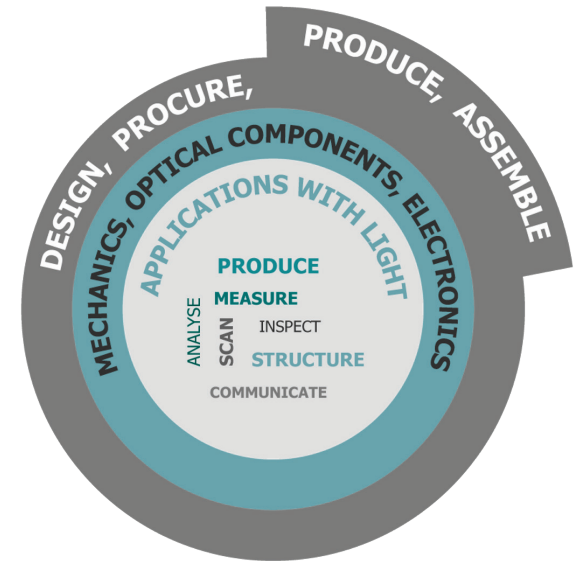 DESIGN, PROCURE, PRODUCE, ASSEMBLE
MECHANICS, OPTICAL COMPONENTS, ELECTRONICS
APPLICATIONS WITH LIGHT
PRODUCE
MEASURE
ANALYSE
SCAN
INSPECT
STRUCTURE
COMMUNICATE